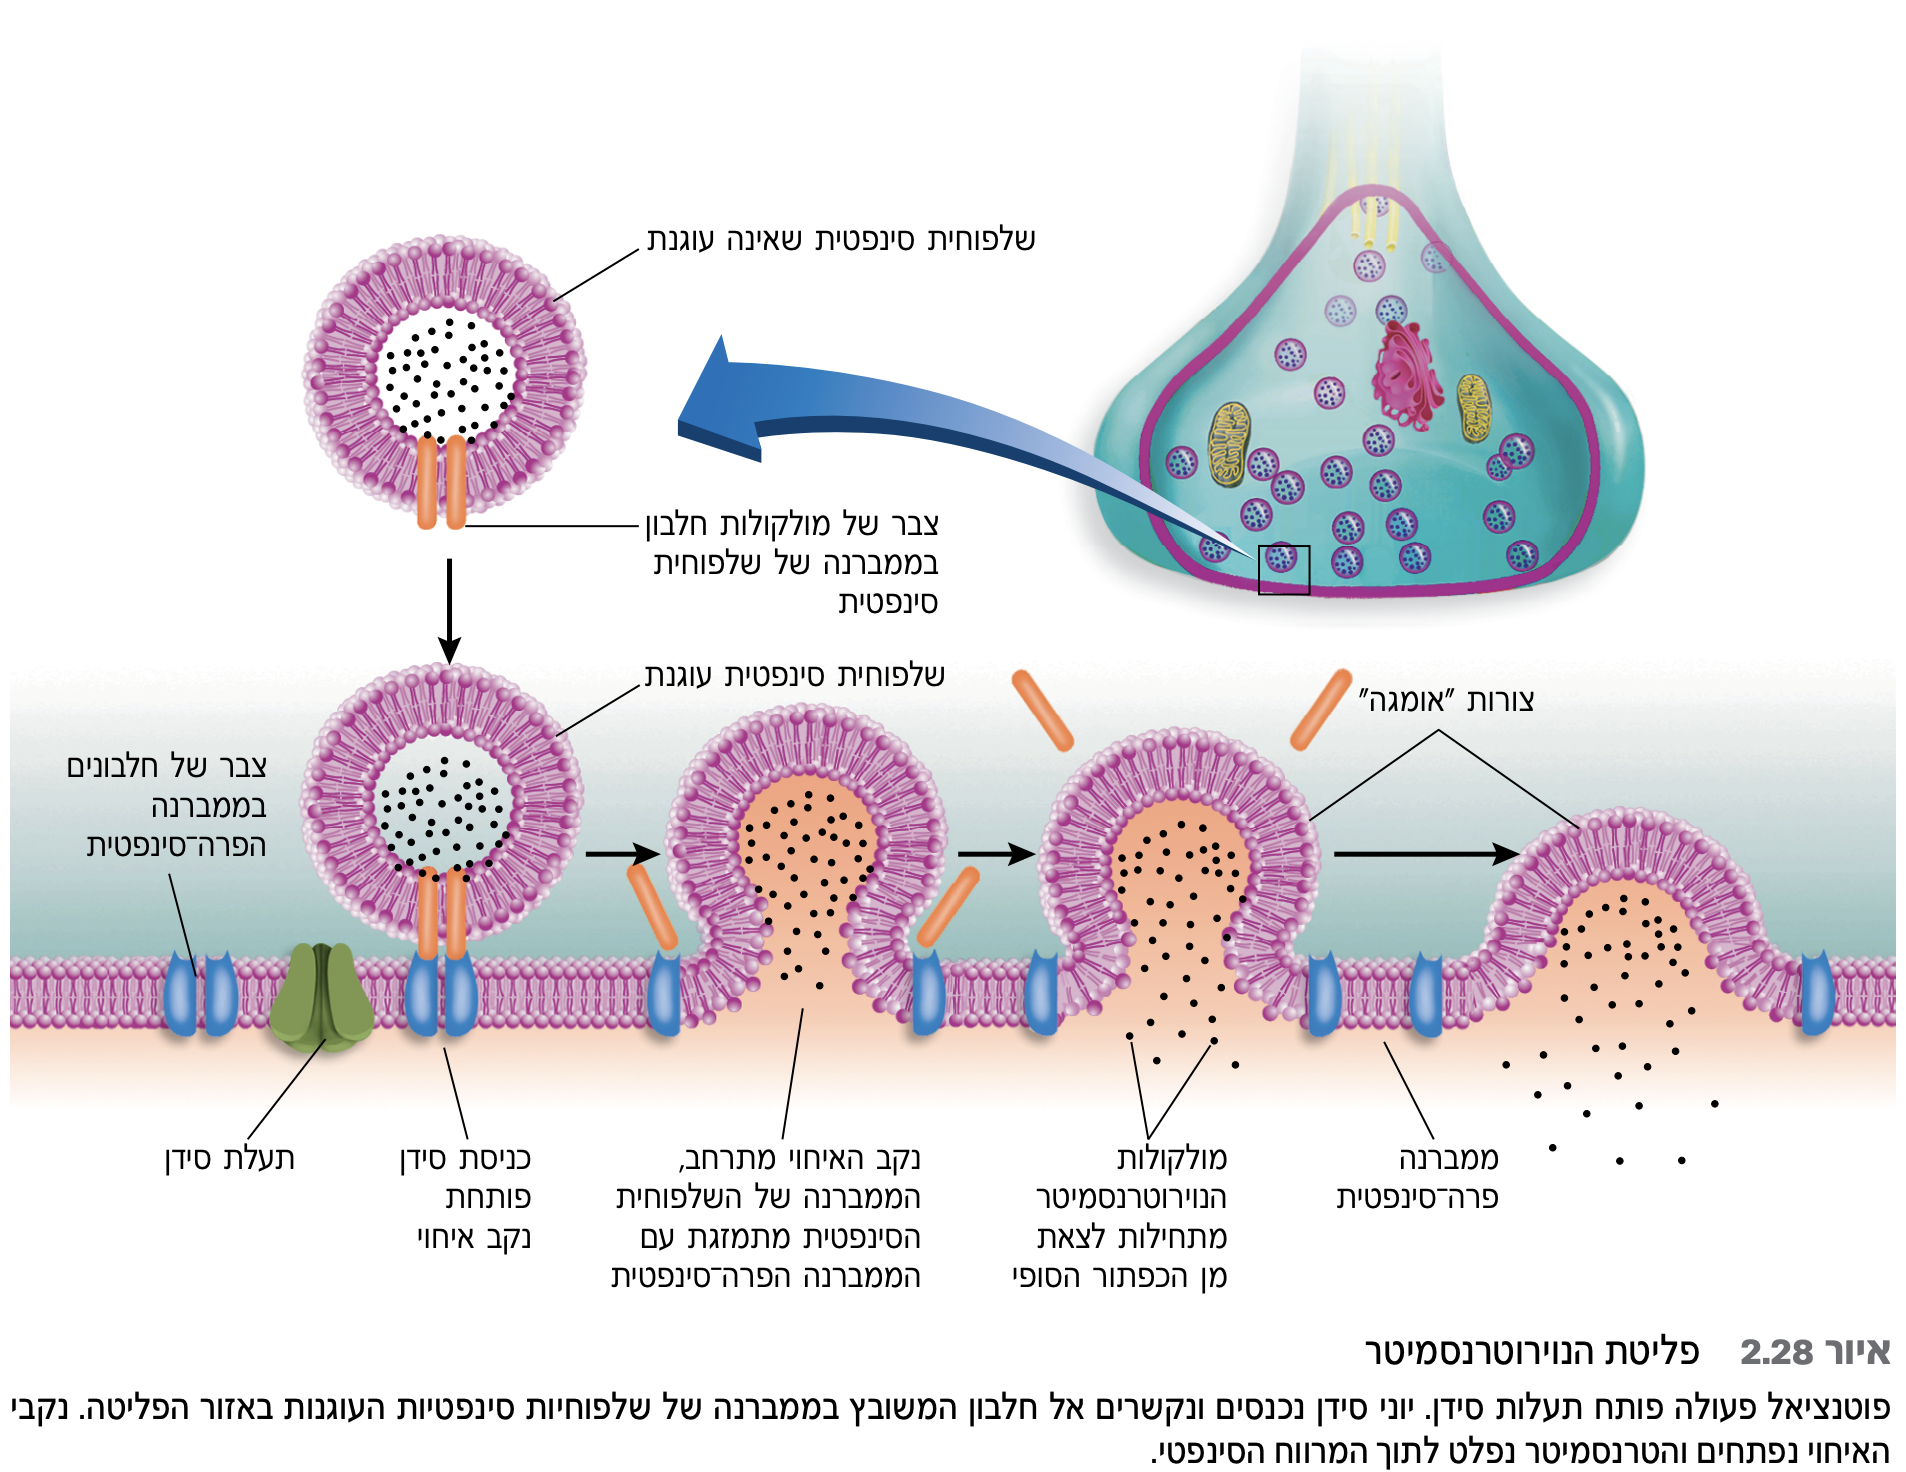 שלפוחית סינפטית שאינה עוגנת
צבר של מולקולות חלבון
בממברנה של שלפוחית
סינפטית
שלפוחית סינפטית עוגנת
צורות "אומגה"
צבר של חלבונים
בממברנה
הפרה־סינפטית
תעלת סידן
כניסת סידן
פותחת
נקב איחוי
נקב האיחוי מתרחב,
הממברנה של השלפוחית
הסינפטית מתמזגת עם
הממברנה הפרה־סינפטית
מולקולות
הנוירוטרנסמיטר
מתחילות לצאת
מן הכפתור הסופי
ממברנה
פרה־סינפטית
איור 2.28 פליטת הנוירוטרנסמיטר
פוטנציאל פעולה פותח תעלות סידן. יוני סידן נכנסים ונקשרים אל חלבון המשובץ בממברנה של שלפוחיות סינפטיות העוגנות באזור הפליטה. נקבי
האיחוי נפתחים והטרנסמיטר נפלט לתוך המרווח הסינפטי.